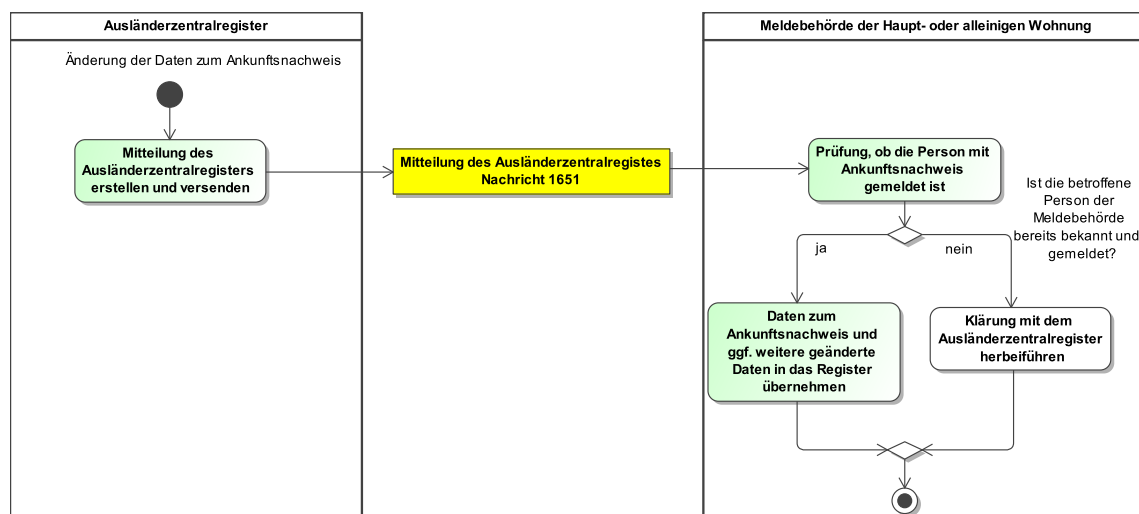 Ausländerzentralregister
Änderung der Daten zum Ankunftsnachweis
Mitteilung des
Ausländerzentralregisters
erstellen und versenden
Mitteilung des Ausländerzentralregistes
Nachricht 1651
Meldebehörde der Haupt- oder alleinigen Wohnung
Prüfung, ob die Person mit
Ankunftsnachweis
gemeldet ist
Ist die betroffene
Person der
Meldebehörde
bereits bekannt und
gemeldet?
ja
nein
Daten zum
Ankunftsnachweis und
ggf. weitere geänderte
Daten in das Register
übernehmen
Klärung mit dem
Ausländerzentralregister
herbeiführen